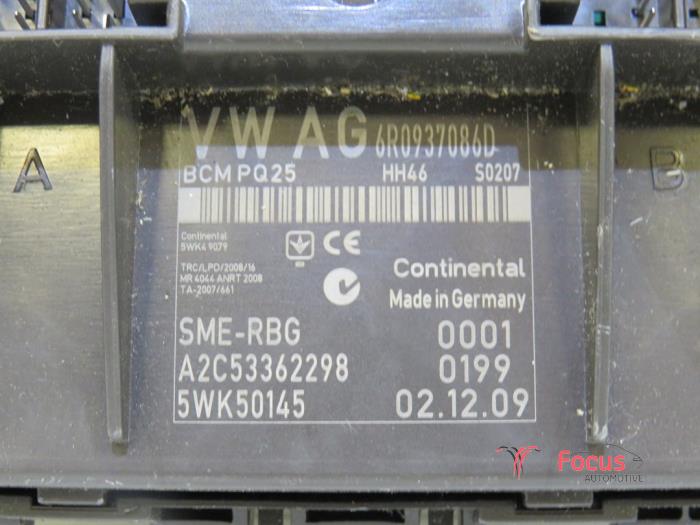 VW AG 6R0937086D
BCM PQ25 HH46 S0207
A
B
Continental
5WK4 9079
CE
TRC/LPD/2008/16
MR 4044 ANRT 2008
TA-2007/661
Continental
Made in Germany
SME-RBG 0001
A2C53362298 0199
5WK50145 02.12.09
Focus
AUTOMOTIVE